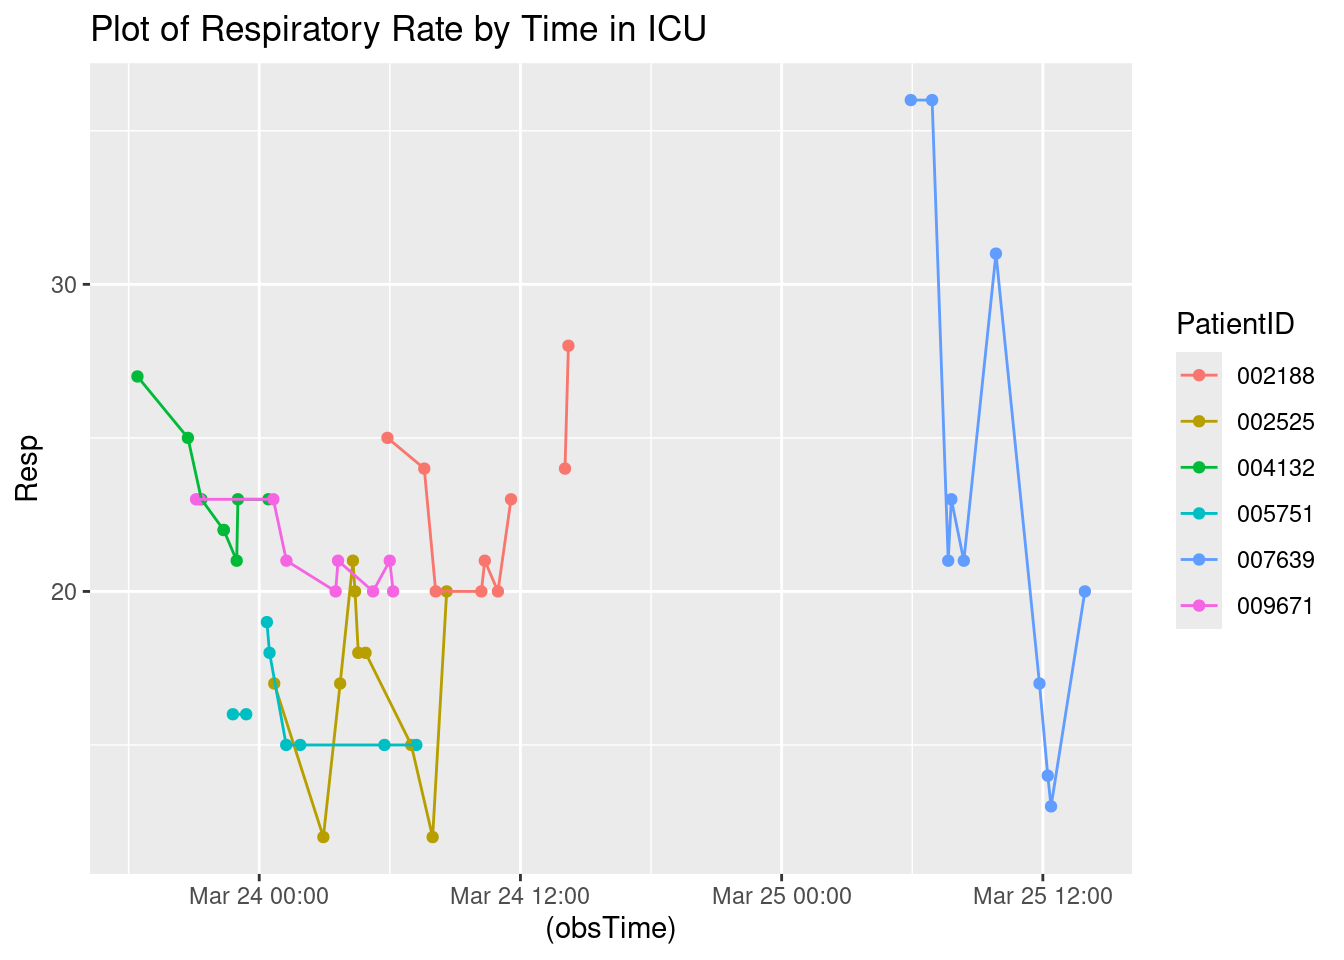 Plot of Respiratory Rate by Time in ICU
Resp
30
20
Mar 24 00:00
Mar 24 12:00
Mar 25 00:00
Mar 25 12:00
(obsTime)
PatientID
002188
002525
004132
005751
007639
009671